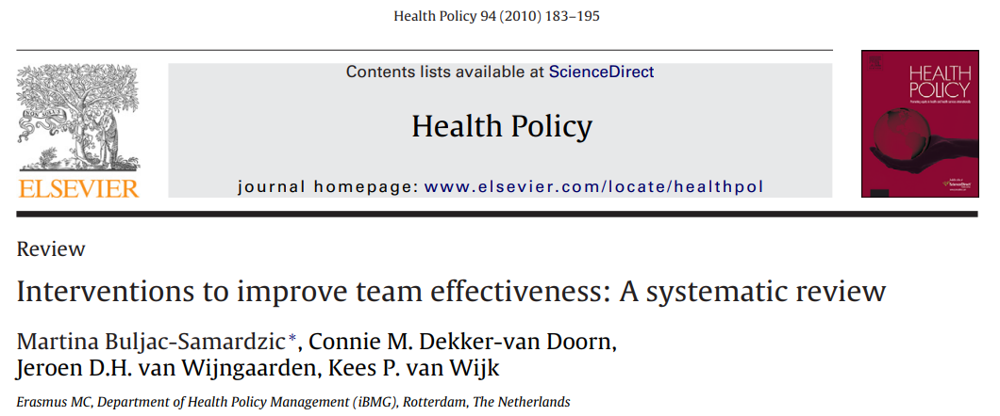 Health Policy 94 (2010) 183–195
Contents lists available at ScienceDirect
Health Policy
journal homepage: www.elsevier.com/locate/healthpol
ELSEVIER
HEALTH
POLICY
Review
Interventions to improve team effectiveness: A systematic review
Martina Buljac-Samardzic*, Connie M. Dekker-van Doorn,
Jeroen D.H. van Wijngaarden, Kees P. van Wijk
Erasmus MC, Department of Health Policy Management (iBMG), Rotterdam, The Netherlands